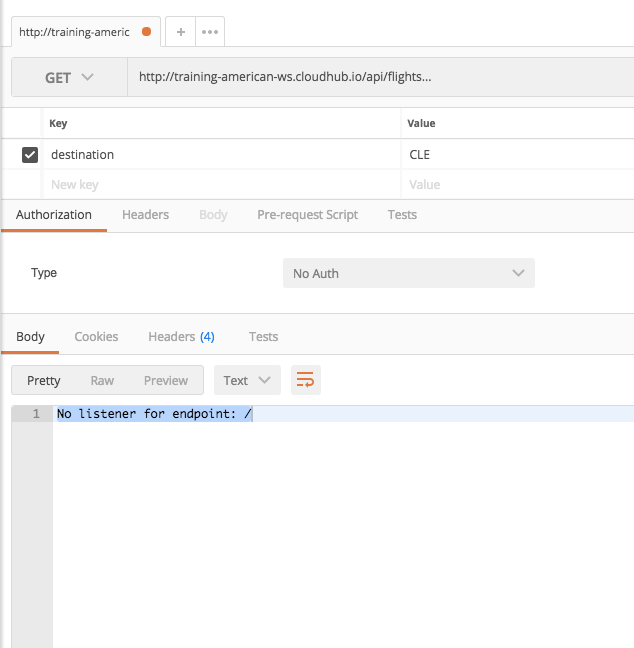 http://training-americ
+
GET
http://training-american-ws.cloudhub.io/api/flights...
Key Value
destination CLE
New key Value
Authorization Headers Body Pre-request Script Tests
Type No Auth
Body Cookies Headers (4) Tests
Pretty Raw Preview Text
1 No listener for endpoint: /